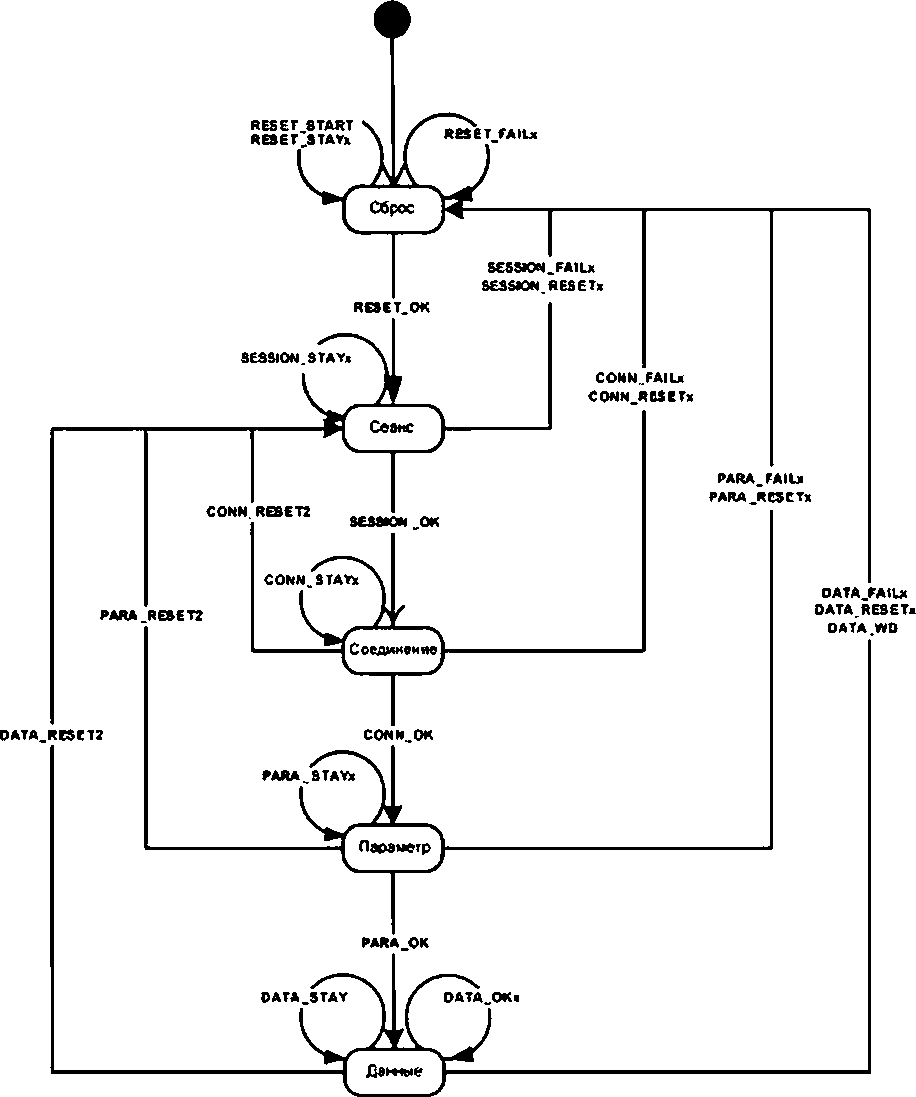 RESET_START
RESET_STAYx
RESET_FAILx
Сброс
SESSION_FAILx
SESSION_RESETx
RESET_OK
SESSION_STAYx
CONN_FAILx
CONN_RESETx
Сеанс
PARA_FAILx
PARA_RESETx
CONN_RESET2
SESSION_OK
CONN_STAYx
DATA_FAILx
DATA_RESETx
DATA_WD
PARA_RESET2
Соединение
DATA_RESET2
CONN_OK
PARA_STAYx
Параметр
PARA_OK
DATA_STAY
DATA_OKx
Данные